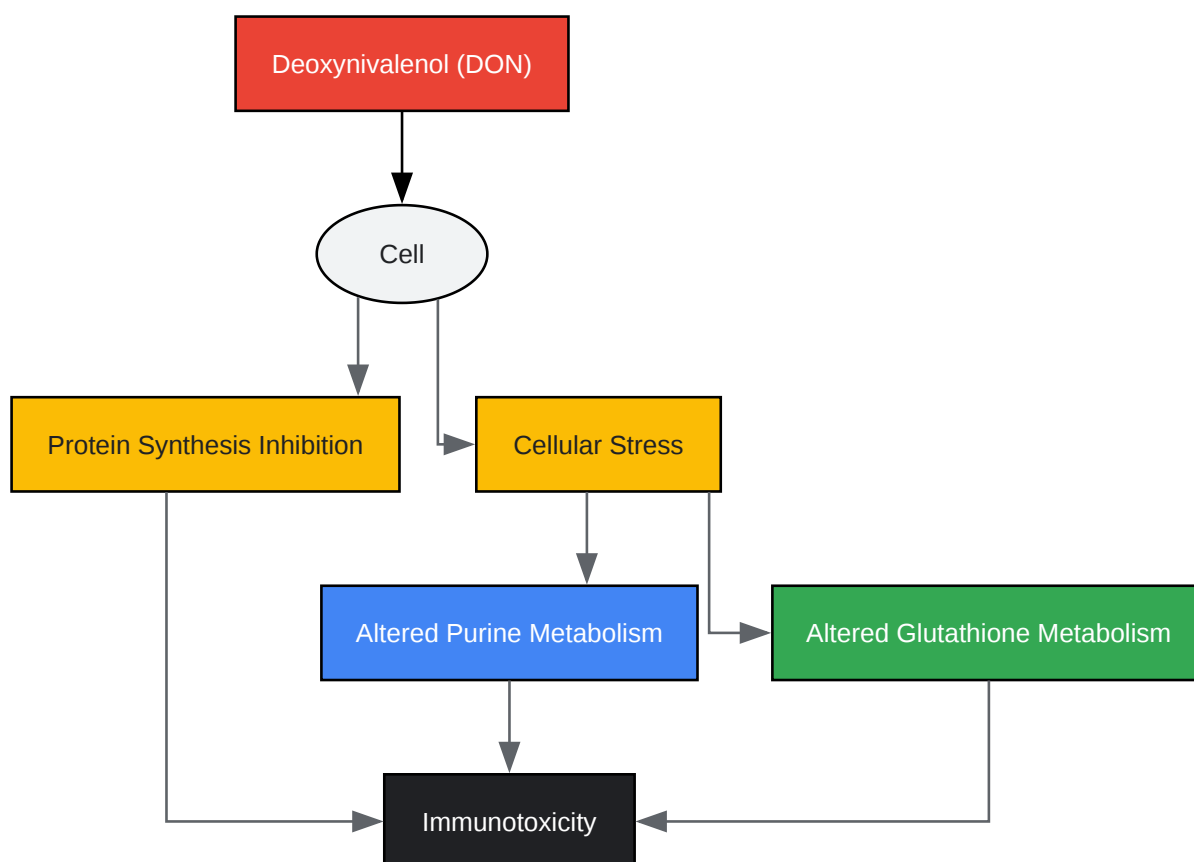 Deoxynivalenol (DON)
Cell
Protein Synthesis Inhibition
Cellular Stress
Altered Purine Metabolism
Altered Glutathione Metabolism
Immunotoxicity